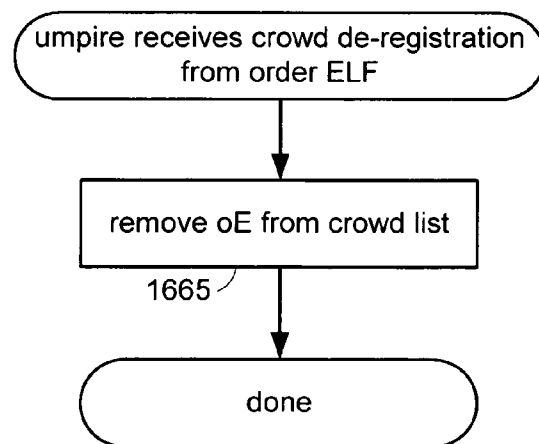 umpire receives crowd de-registration
from order ELF
remove oE from crowd list
1665
done